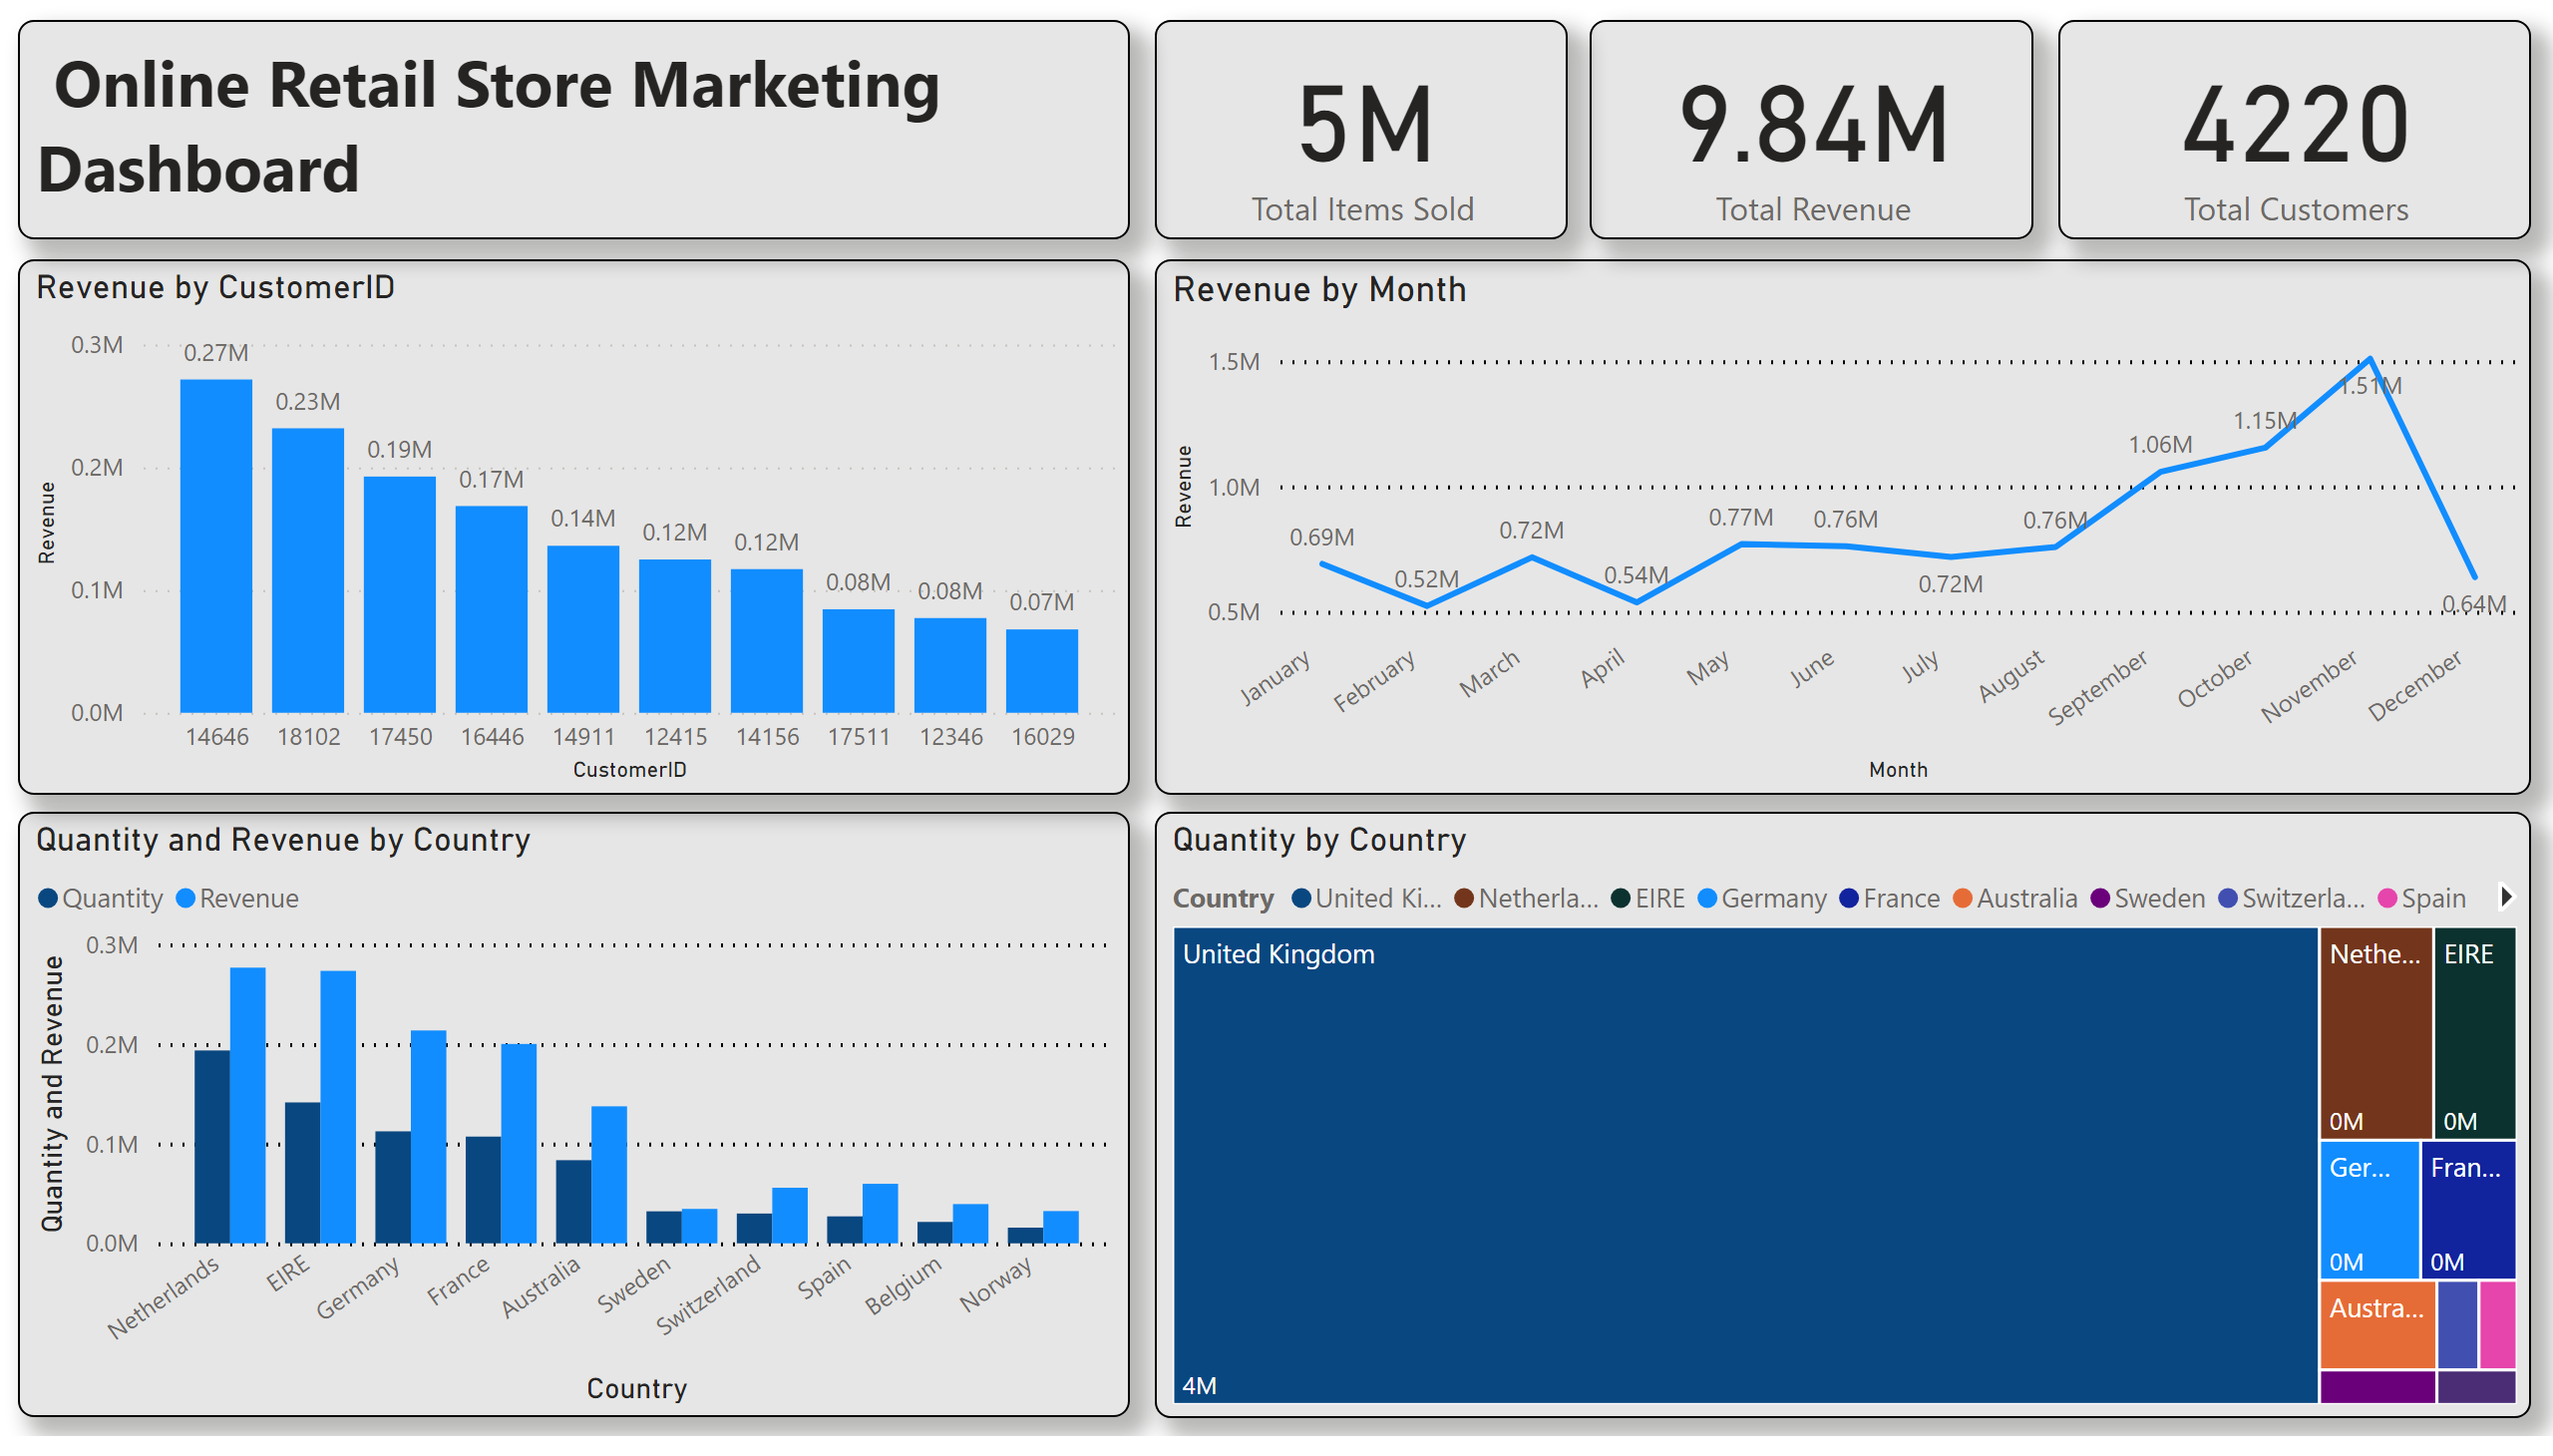 Online Retail Store Marketing
Dashboard
5M
Total Items Sold
9.84M
Total Revenue
4220
Total Customers
Revenue by CustomerID
Revenue
0.3M
0.2M
0.1M
0.0M
0.27M
0.23M
0.19M
0.17M
0.14M
0.12M
0.12M
0.08M
0.08M
0.07M
14646 18102 17450 16446 14911 12415 14156 17511 12346 16029
CustomerID
Revenue by Month
Revenue
1.5M
1.0M
0.5M
0.69M
0.52M
0.72M
0.54M
0.77M
0.76M
0.72M
0.76M
1.06M
1.15M
1.51M
0.64M
January February March April May June July August September October November December
Month
Quantity and Revenue by Country
Quantity Revenue
Quantity and Revenue
0.3M
0.2M
0.1M
0.0M
Netherlands EIRE Germany France Australia Sweden Switzerland Spain Belgium Norway
Country
Quantity by Country
Country United Ki... Netherla... EIRE Germany France Australia Sweden Switzerla... Spain
United Kingdom
4M
Nethe...
0M
EIRE
0M
Ger...
0M
Fran...
0M
Austra...